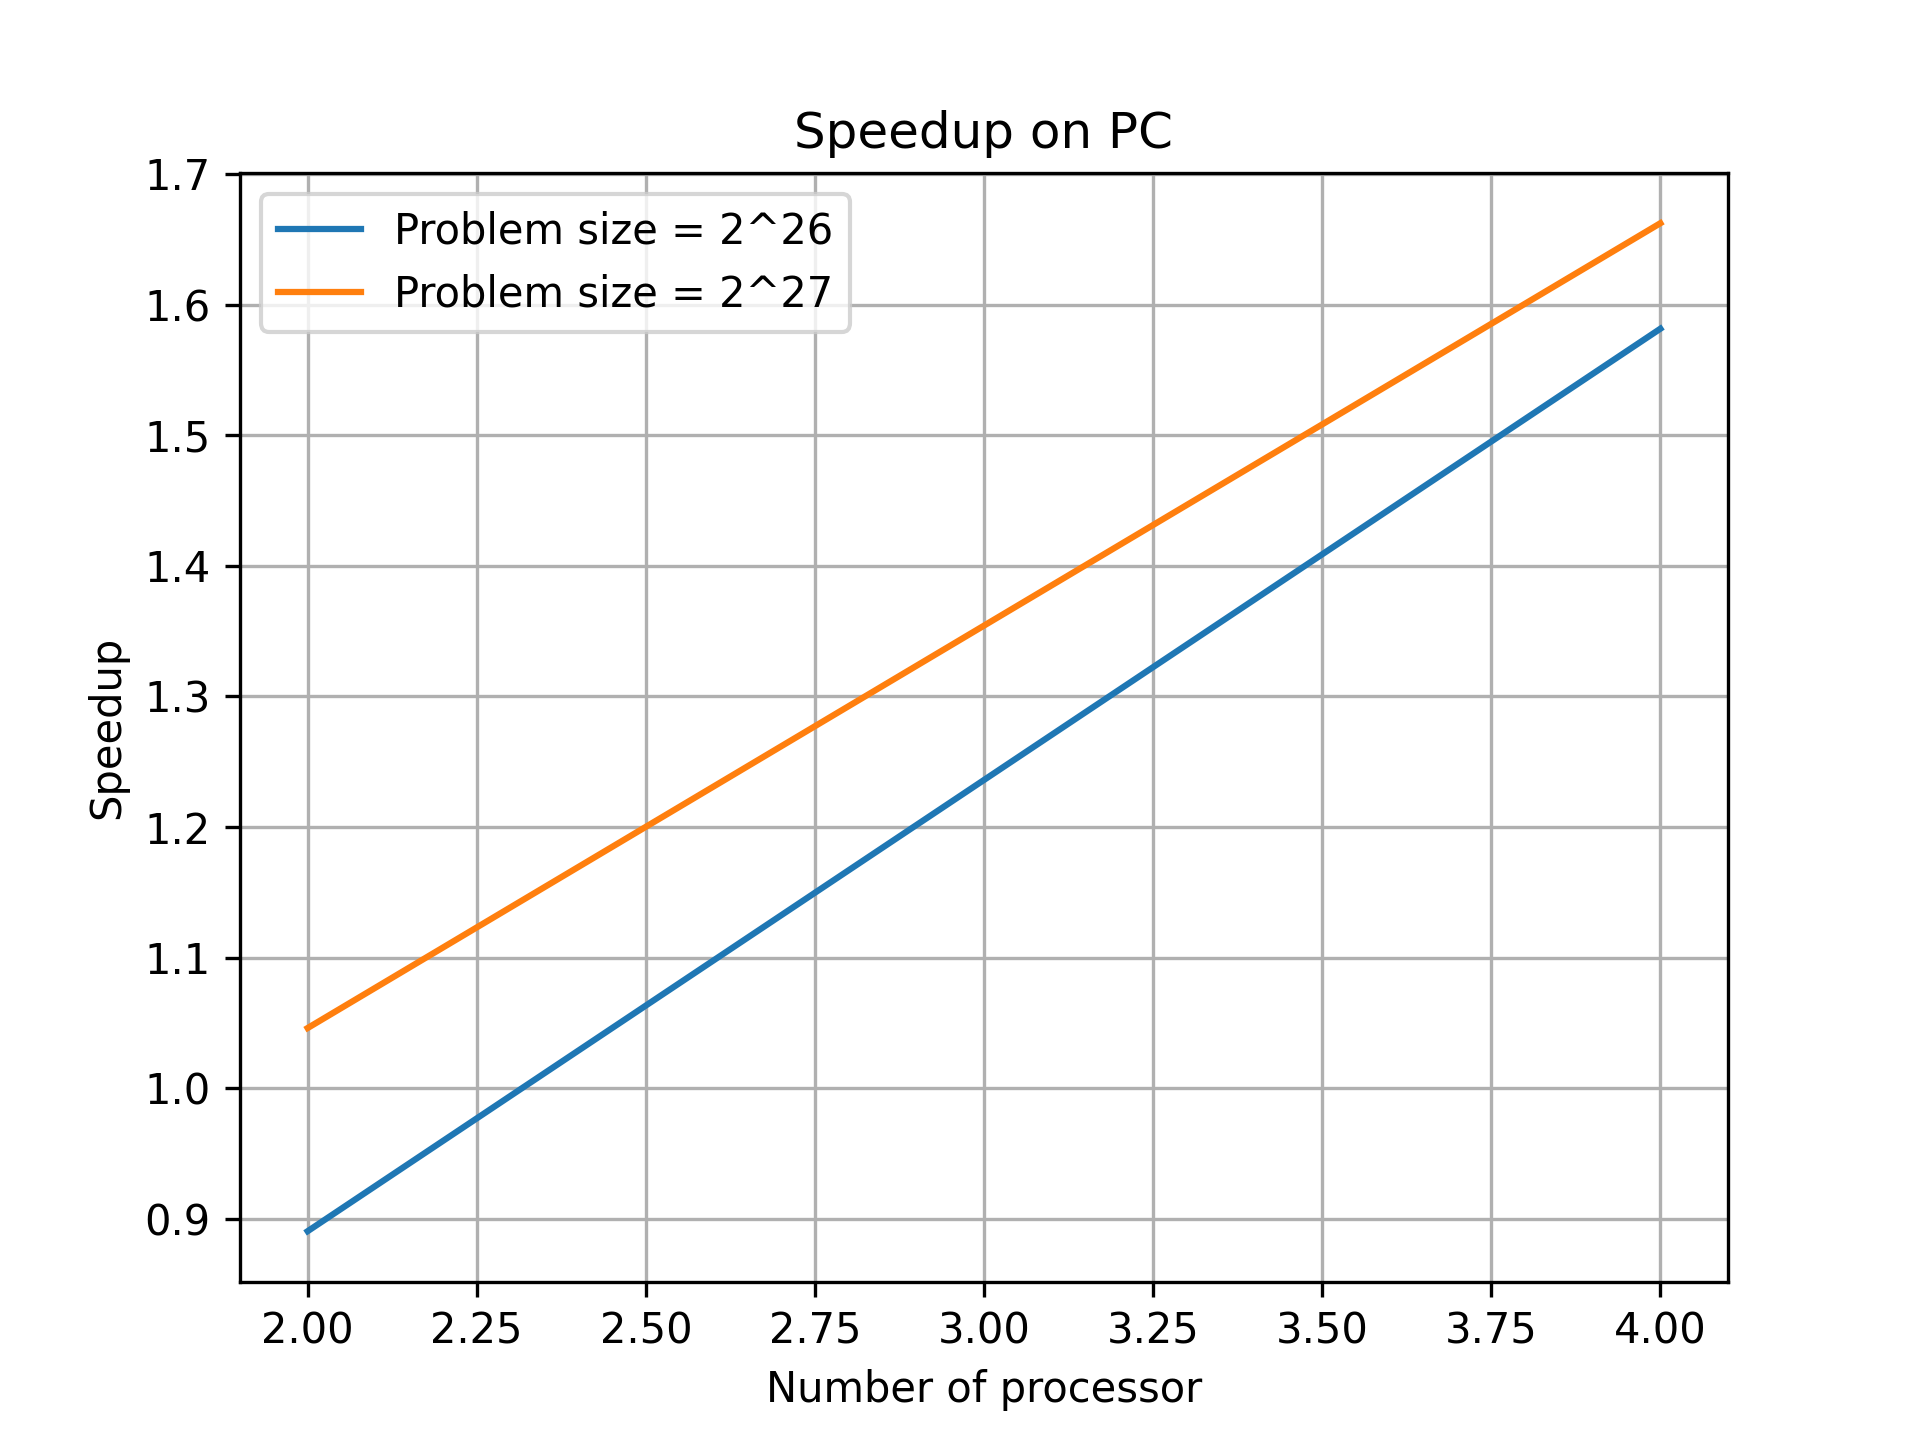 Speedup on PC
Problem size = 2^26
Problem size = 2^27
1.7
1.6
1.5
1.4
1.3
1.2
1.1
1.0
0.9
Speedup
2.00 2.25 2.50 2.75 3.00 3.25 3.50 3.75 4.00
Number of processor